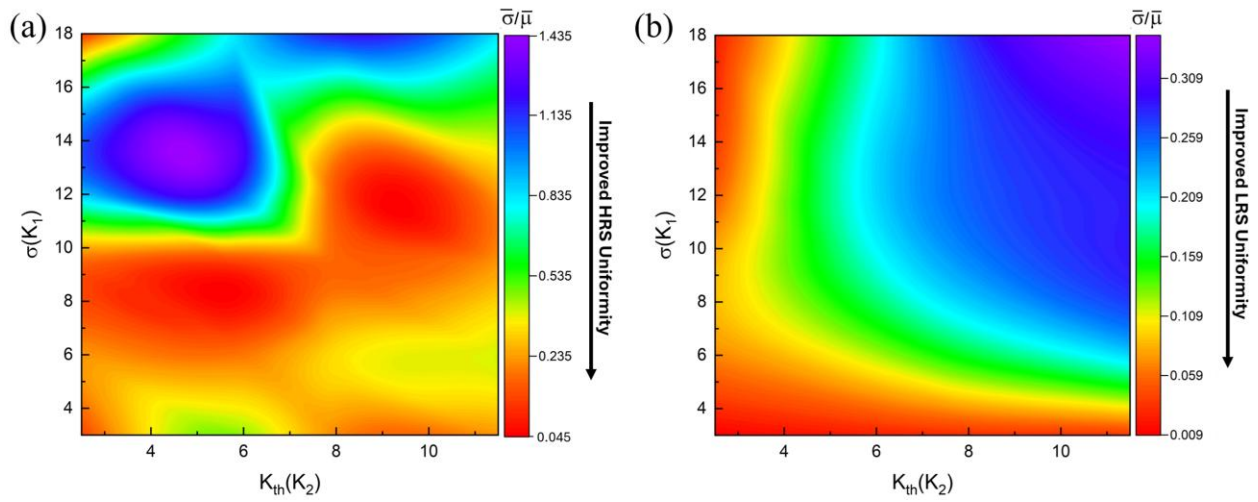 (a)
σ̅/μ̅
18
16
14
12
10
8
6
4
σ(K₁)
4 6 8 10
Kₜₕ(K₂)
1.435
1.135
0.835
0.535
0.235
0.045
Improved HRS Uniformity
(b)
σ̅/μ̅
18
16
14
12
10
8
6
4
σ(K₁)
4 6 8 10
Kₜₕ(K₂)
0.309
0.259
0.209
0.159
0.109
0.059
0.009
Improved LRS Uniformity